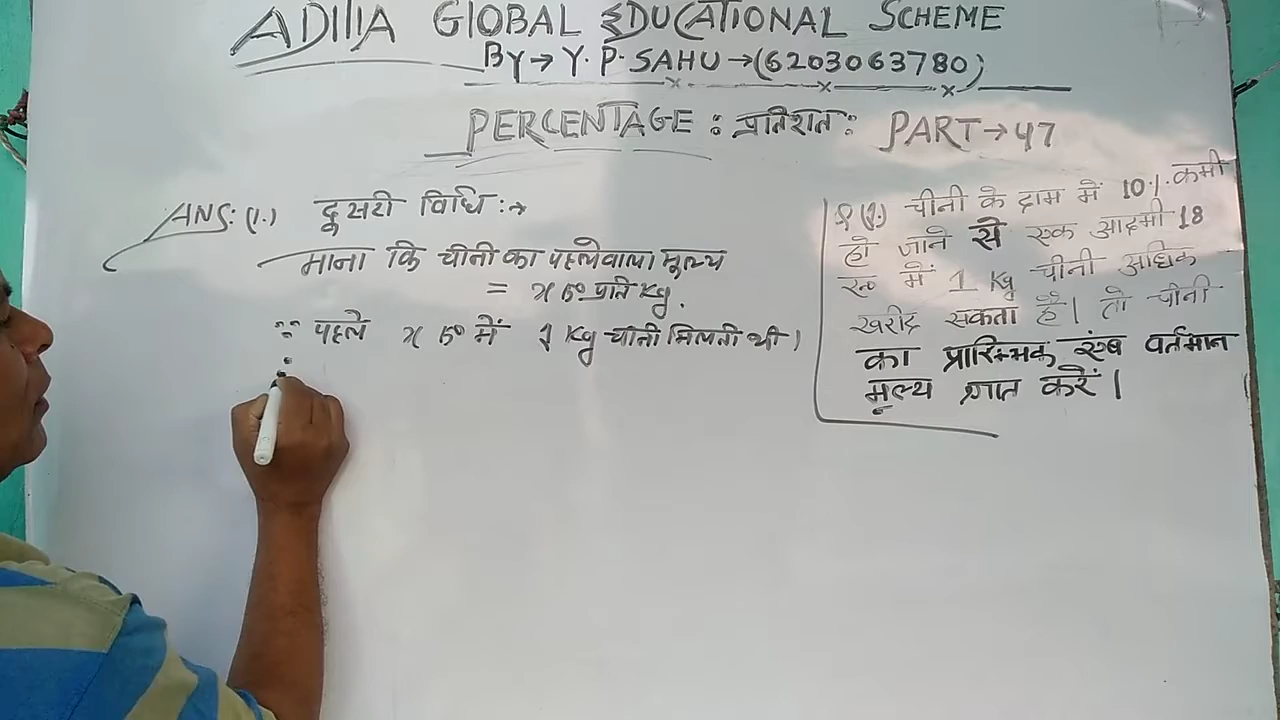 ADITIA GLOBAL EDUCATIONAL SCHEME
BY→ Y. P. SAHU →(6203063780)
PERCENTAGE : प्रतिशत: PART→47
ANS: (1.) दूसरी विधि :→
माना कि चीनी का पहलेवाला मूल्य
= x रु० प्रति kg.
∵ पहले x रु० में 1 kg चीनी मिलती थी।
Q (1) चीनी के दाम में 10%. कमी
हो जाने से एक आदमी 18
रु० में 1 Kg चीनी अधिक
खरीद सकता है। तो चीनी
का प्रारम्भिक एंव वर्तमान
मूल्य ज्ञात करें।